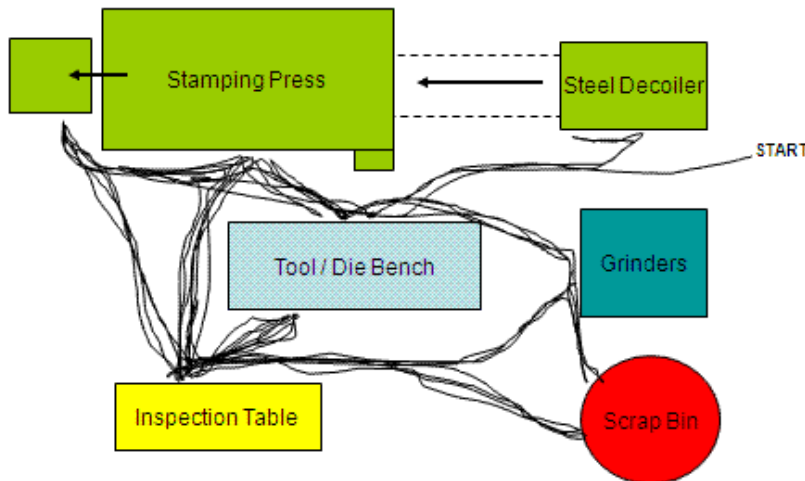 Stamping Press
Steel Decoiler
START
Tool / Die Bench
Grinders
Inspection Table
Scrap Bin